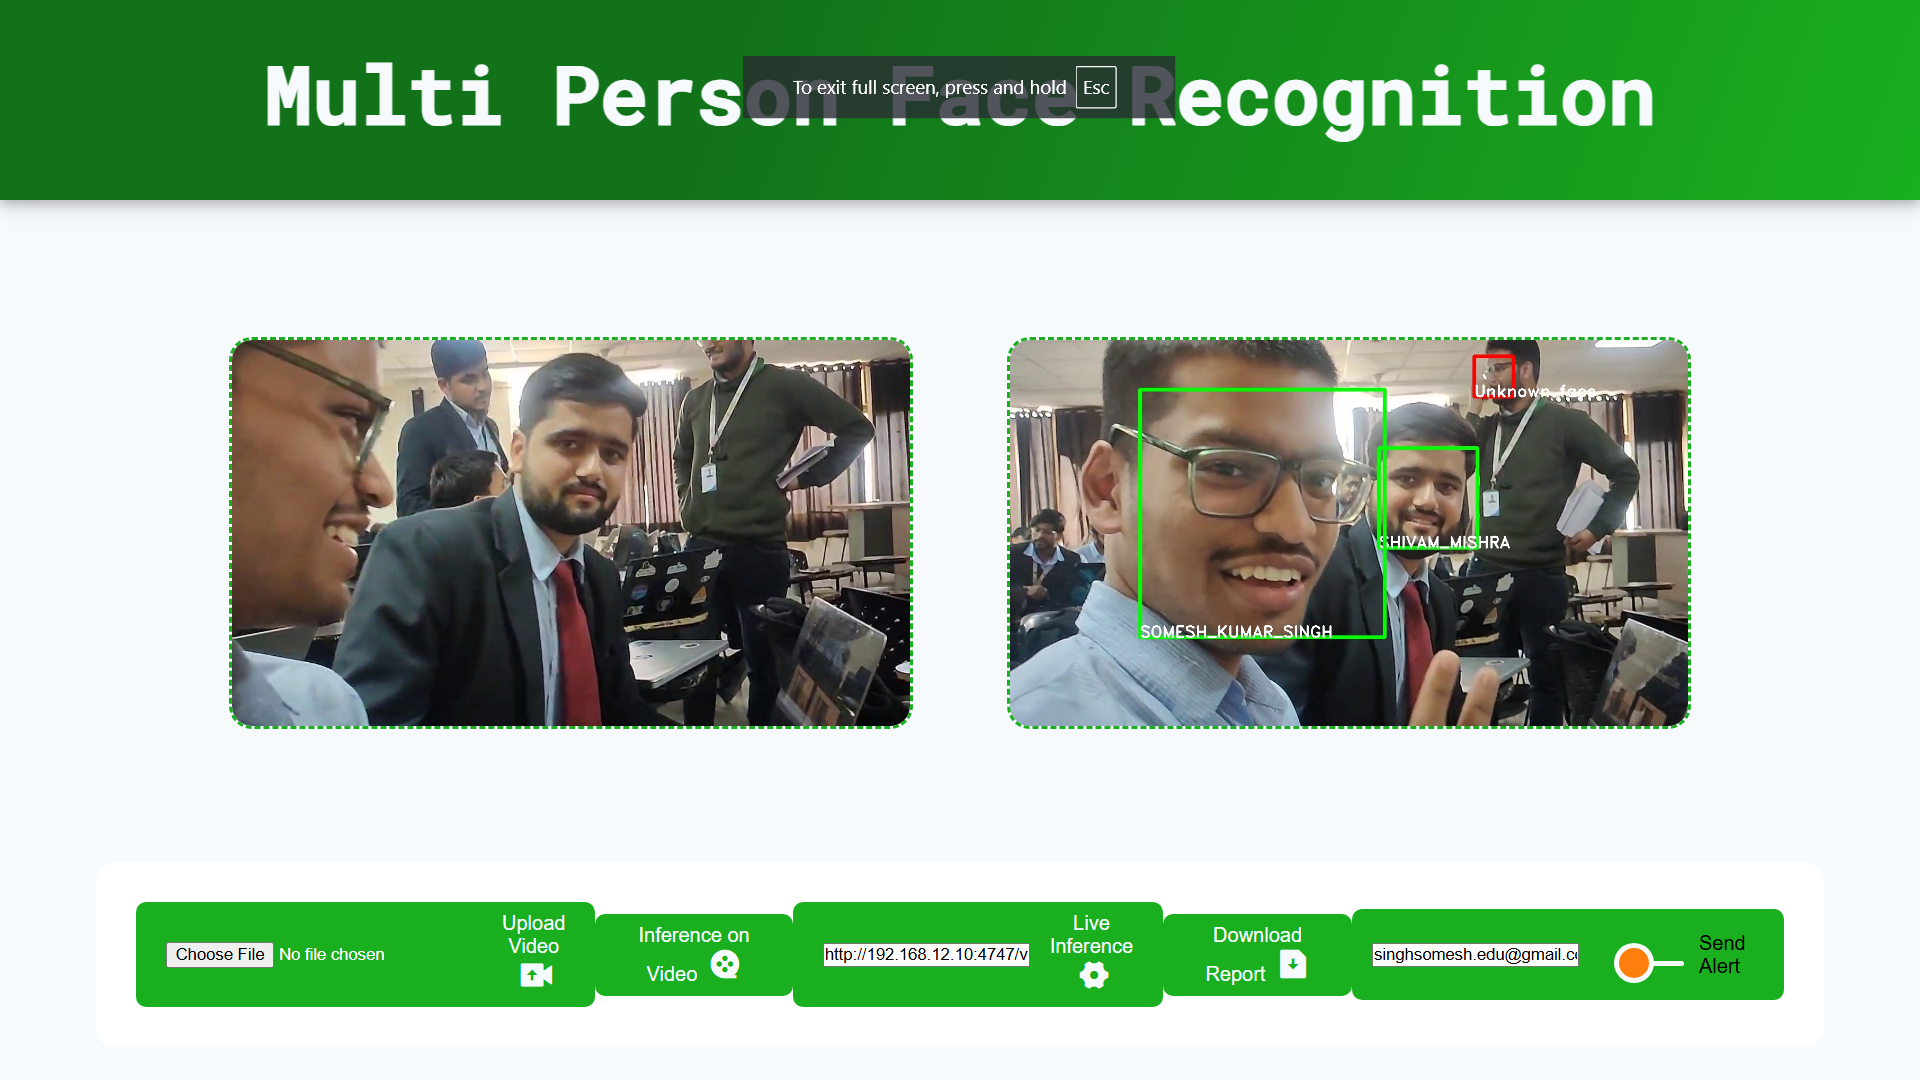 Multi Person Face Recognition
To exit full screen, press and hold Esc
Unknown_face
SHIVAM_MISHRA
SOMESH_KUMAR_SINGH
Choose File No file chosen
Upload
Video
Inference on
Video
http://192.168.12.10:4747/v
Live
Inference
Download
Report
singhsomesh.edu@gmail.co
Send
Alert